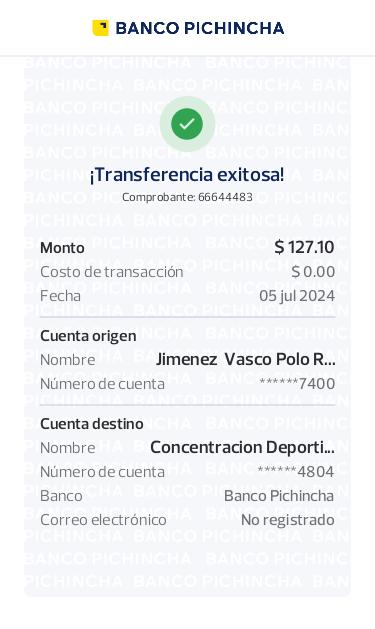 BANCO PICHINCHA
¡Transferencia exitosa!
Comprobante: 66644483
Monto $ 127.10
Costo de transacción $ 0.00
Fecha 05 jul 2024
Cuenta origen
Nombre Jimenez Vasco Polo R...
Número de cuenta ******7400
Cuenta destino
Nombre Concentracion Deporti...
Número de cuenta ******4804
Banco Banco Pichincha
Correo electrónico No registrado